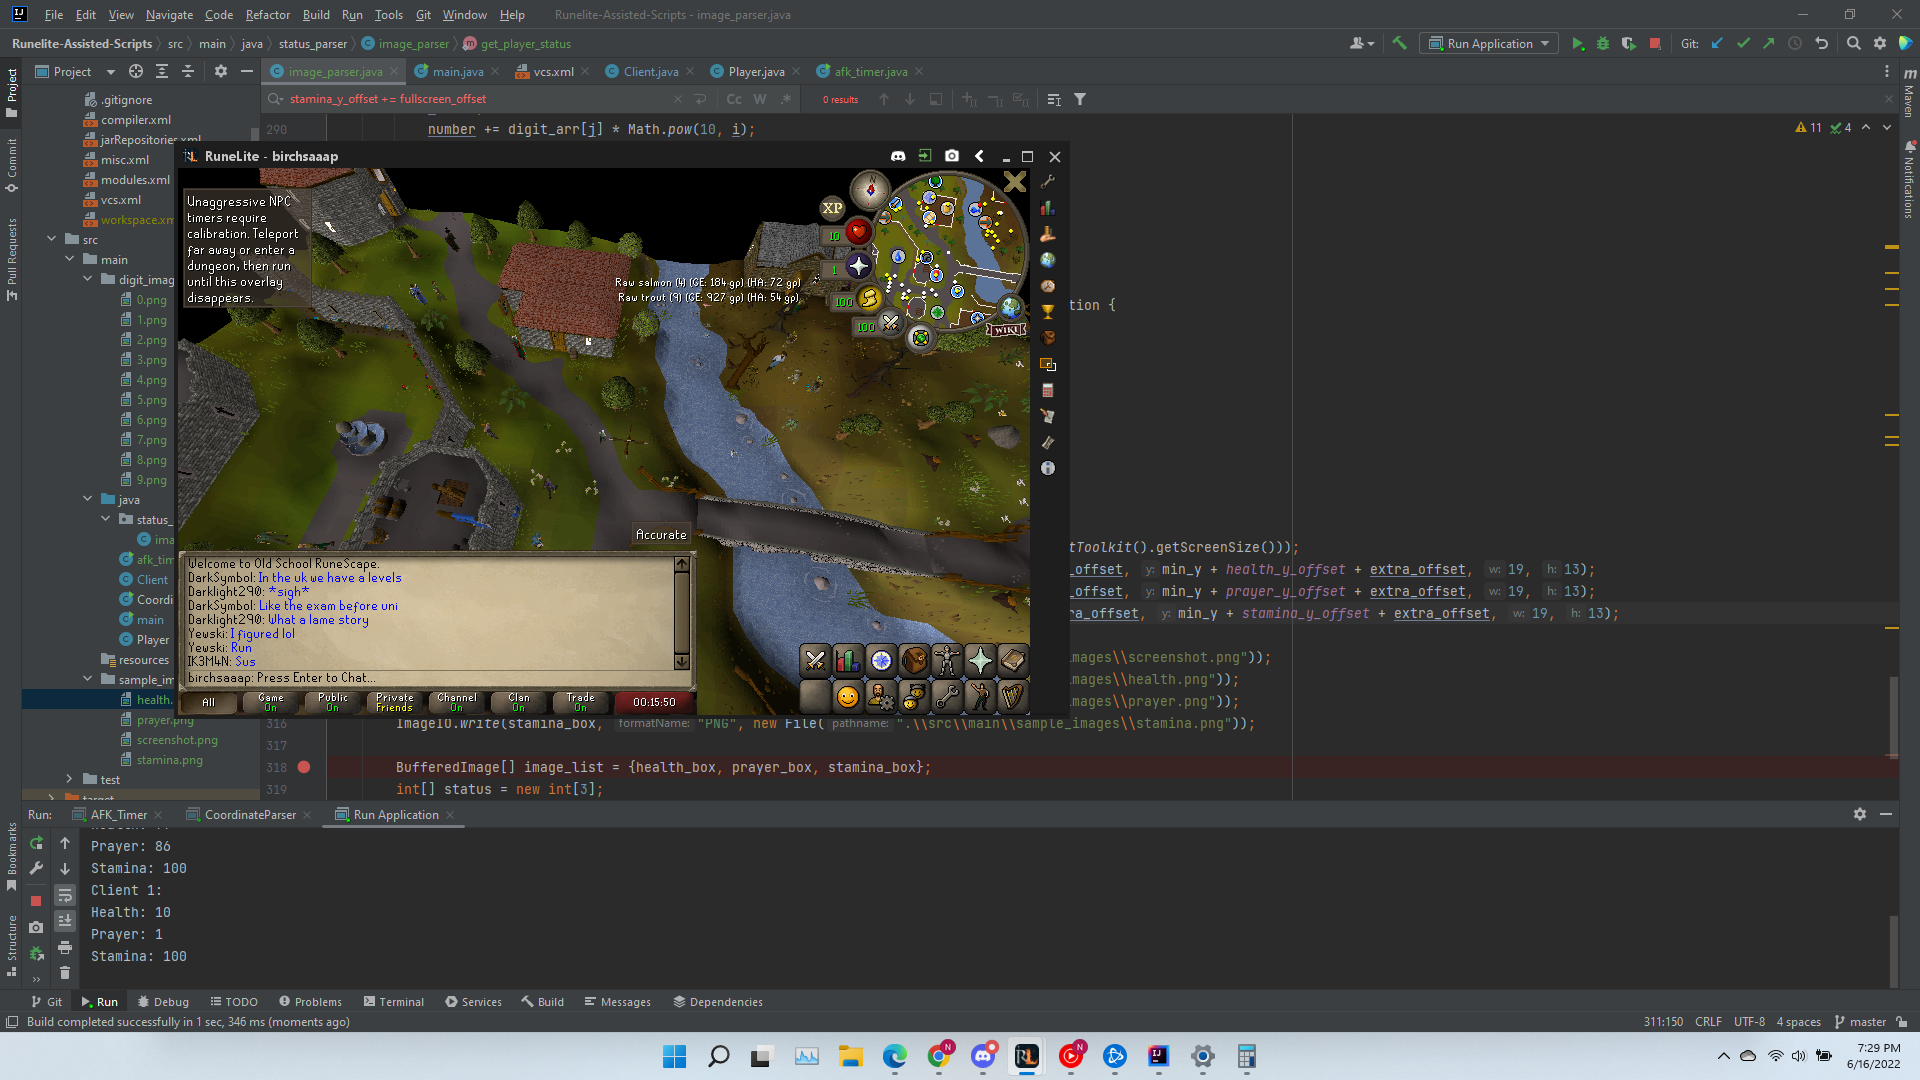 File Edit View Navigate Code Refactor Build Run Tools Git Window Help Runelite-Assisted-Scripts - image_parser.java
Runelite-Assisted-Scripts src main java status_parser image_parser get_player_status
Run Application Git:
Project
image_parser.java main.java vcs.xml Client.java Player.java afk_timer.java
stamina_y_offset += fullscreen_offset Cc W .* 0 results
290 number += digit_arr[j] * Math.pow(10, i);
11 4
Project
Commit
Pull Requests
Bookmarks
Structure
Maven
Notifications
.gitignore
compiler.xml
jarRepositories.xml
misc.xml
modules.xml
vcs.xml
workspace.xm
src
main
digit_imag
0.png
1.png
2.png
3.png
4.png
5.png
6.png
7.png
8.png
9.png
java
status_
ima
afk_tim
Client
Coordi
main
Player
resources
sample_im
health.
prayer.png
screenshot.png
stamina.png
test
target
RuneLite - birchsaaap
Unaggressive NPC
timers require
calibration. Teleport
far away or enter a
dungeon, then run
until this overlay
disappears.
XP
10
1
100
100
WIKI
Raw salmon (4) (GE: 184 gp) (HA: 72 gp)
Raw trout (9) (GE: 927 gp) (HA: 54 gp)
Accurate
Welcome to Old School RuneScape.
DarkSymbol: In the uk we have a levels
Darklight290: *sigh*
DarkSymbol: Like the exam before uni
Darklight290: What a lame story
Yewski: I figured lol
Yewski: Run
IK3M4N: Sus
birchsaaap: Press Enter to Chat...
All
Game On
Public On
Private Friends
Channel On
Clan On
Trade On
00:15:50
tion {
tToolkit().getScreenSize()));
_offset, y: min_y + health_y_offset + extra_offset, w: 19, h: 13);
_offset, y: min_y + prayer_y_offset + extra_offset, w: 19, h: 13);
ra_offset, y: min_y + stamina_y_offset + extra_offset, w: 19, h: 13);
images\\screenshot.png"));
images\\health.png"));
images\\prayer.png"));
316 ImageIO.write(stamina_box, formatName: "PNG", new File( pathname: ".\\src\\main\\sample_images\\stamina.png"));
317
318 BufferedImage[] image_list = {health_box, prayer_box, stamina_box};
319 int[] status = new int[3];
Run: AFK_Timer CoordinateParser Run Application
Prayer: 86
Stamina: 100
Client 1:
Health: 10
Prayer: 1
Stamina: 100
Git Run Debug TODO Problems Terminal Services Build Messages Dependencies
Build completed successfully in 1 sec, 346 ms (moments ago)
311:150 CRLF UTF-8 4 spaces master
7:29 PM
6/16/2022